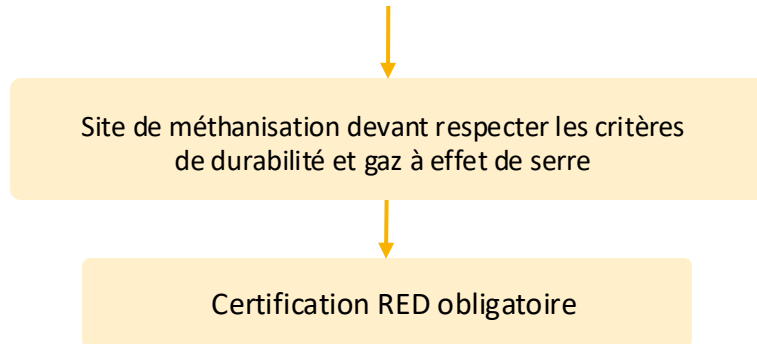 Site de méthanisation devant respecter les critères
de durabilité et gaz à effet de serre
Certification RED obligatoire